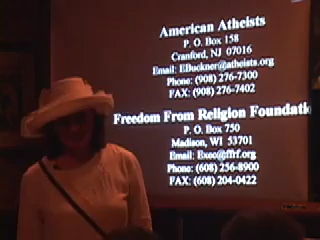 American Atheists
P. O. Box 158
Cranford, NJ 07016
Email: EBuckner@atheists.org
Phone: (908) 276-7300
FAX: (908) 276-7402
Freedom From Religion Foundatio
P. O. Box 750
Madison, WI 53701
Email: Exec@ffrf.org
Phone: (608) 256-8900
FAX: (608) 204-0422